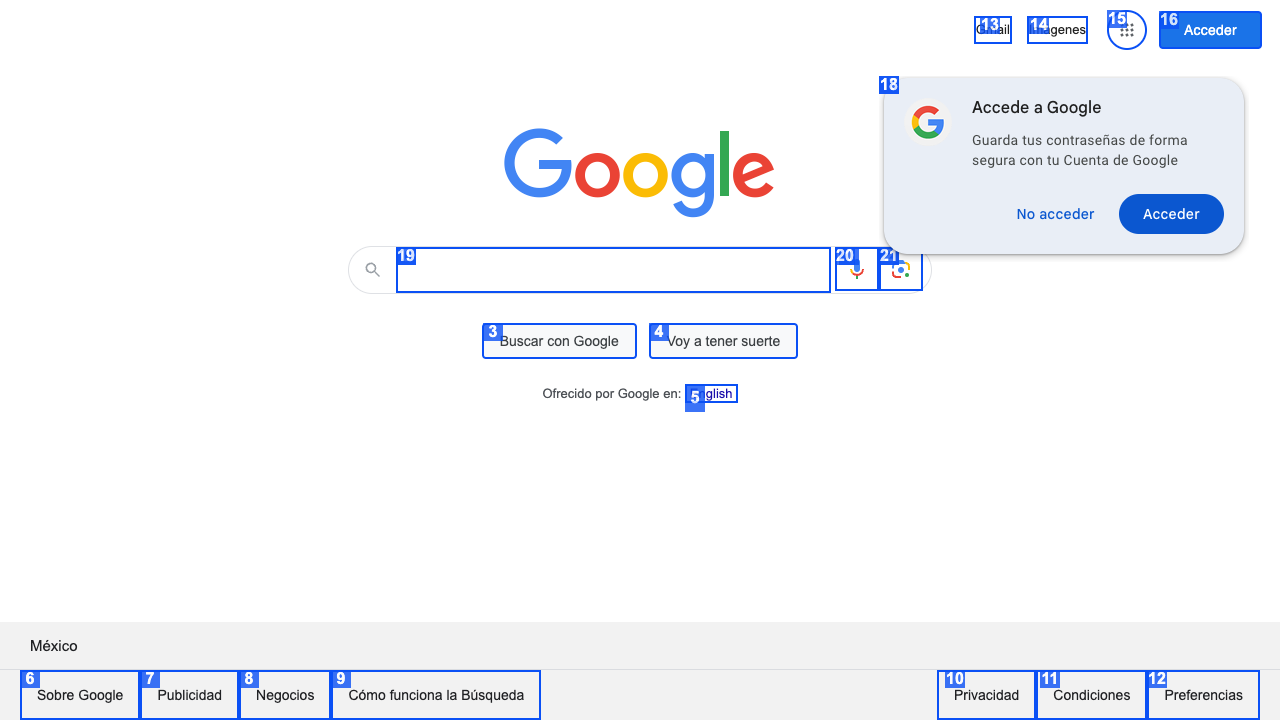 13
Gmail
14
Imágenes
15
16
Acceder
18
Accede a Google
Guarda tus contraseñas de forma
segura con tu Cuenta de Google
No acceder
Acceder
Google
19
20
21
3
Buscar con Google
4
Voy a tener suerte
Ofrecido por Google en:
5
English
México
6
Sobre Google
7
Publicidad
8
Negocios
9
Cómo funciona la Búsqueda
10
Privacidad
11
Condiciones
12
Preferencias